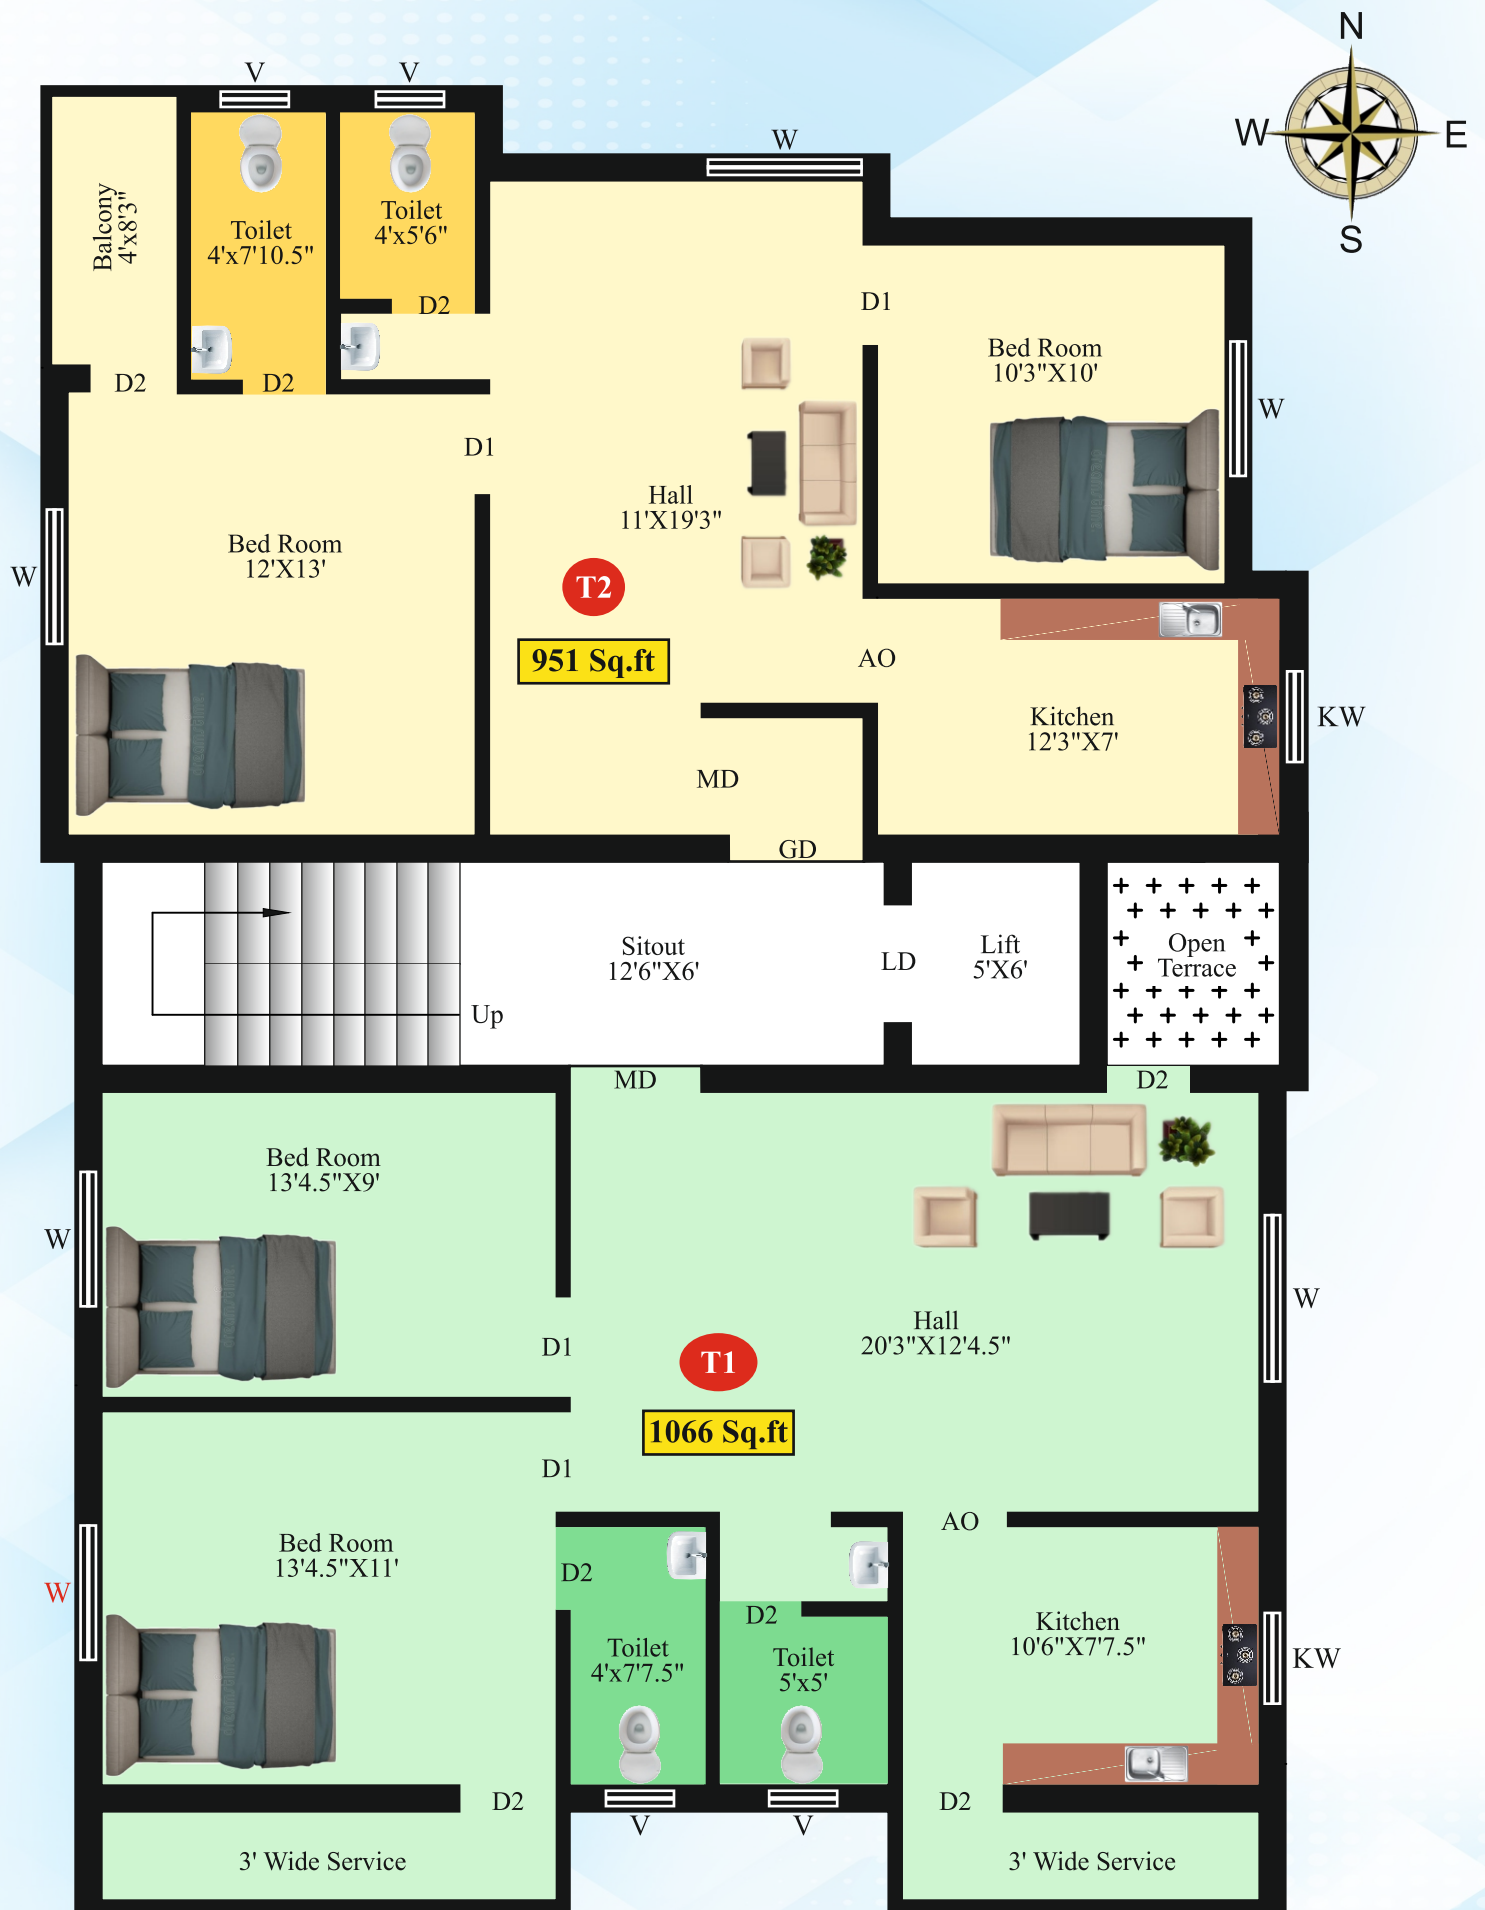 N
W
E
S
V
V
W
Balcony
4'x8'3"
Toilet
4'x7'10.5"
Toilet
4'x5'6"
D2
D1
D2
D2
Bed Room
10'3"X10'
W
D1
Hall
11'X19'3"
Bed Room
12'X13'
W
T2
951 Sq.ft
AO
Kitchen
12'3"X7'
KW
MD
GD
Sitout
12'6"X6'
LD
Lift
5'X6'
Open
Terrace
Up
MD
D2
Bed Room
13'4.5"X9'
W
W
Hall
20'3"X12'4.5"
D1
T1
1066 Sq.ft
D1
AO
Bed Room
13'4.5"X11'
W
D2
D2
Toilet
4'x7'7.5"
Toilet
5'x5'
Kitchen
10'6"X7'7.5"
KW
D2
D2
V
V
3' Wide Service
3' Wide Service